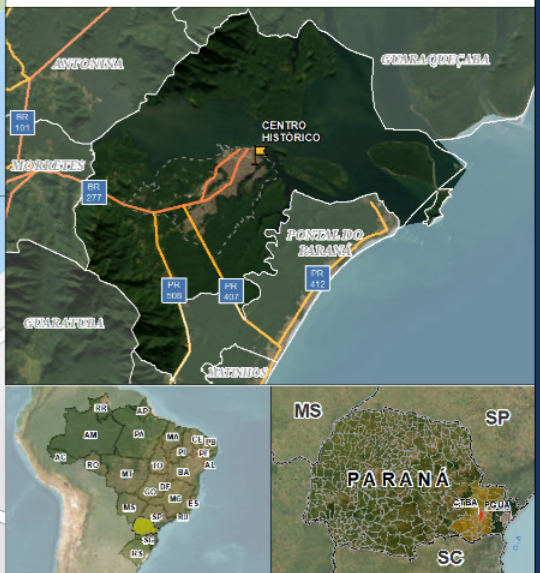 ANTONINA
GUARAQUEÇABA
BR
101
CENTRO
HISTÓRICO
MORRETES
BR
277
PONTAL DO
PARANÁ
PR
508
PR
407
PR
412
GUARATUBA
MATINHOS
RR
AP
AM
PA
MA
CE
PB
PI
PE
AC
RO
TO
AL
MT
BA
DF
GO
MG
ES
MS
SP
RJ
SC
RS
MS
SP
PARANÁ
CTBA
PGUA
SC